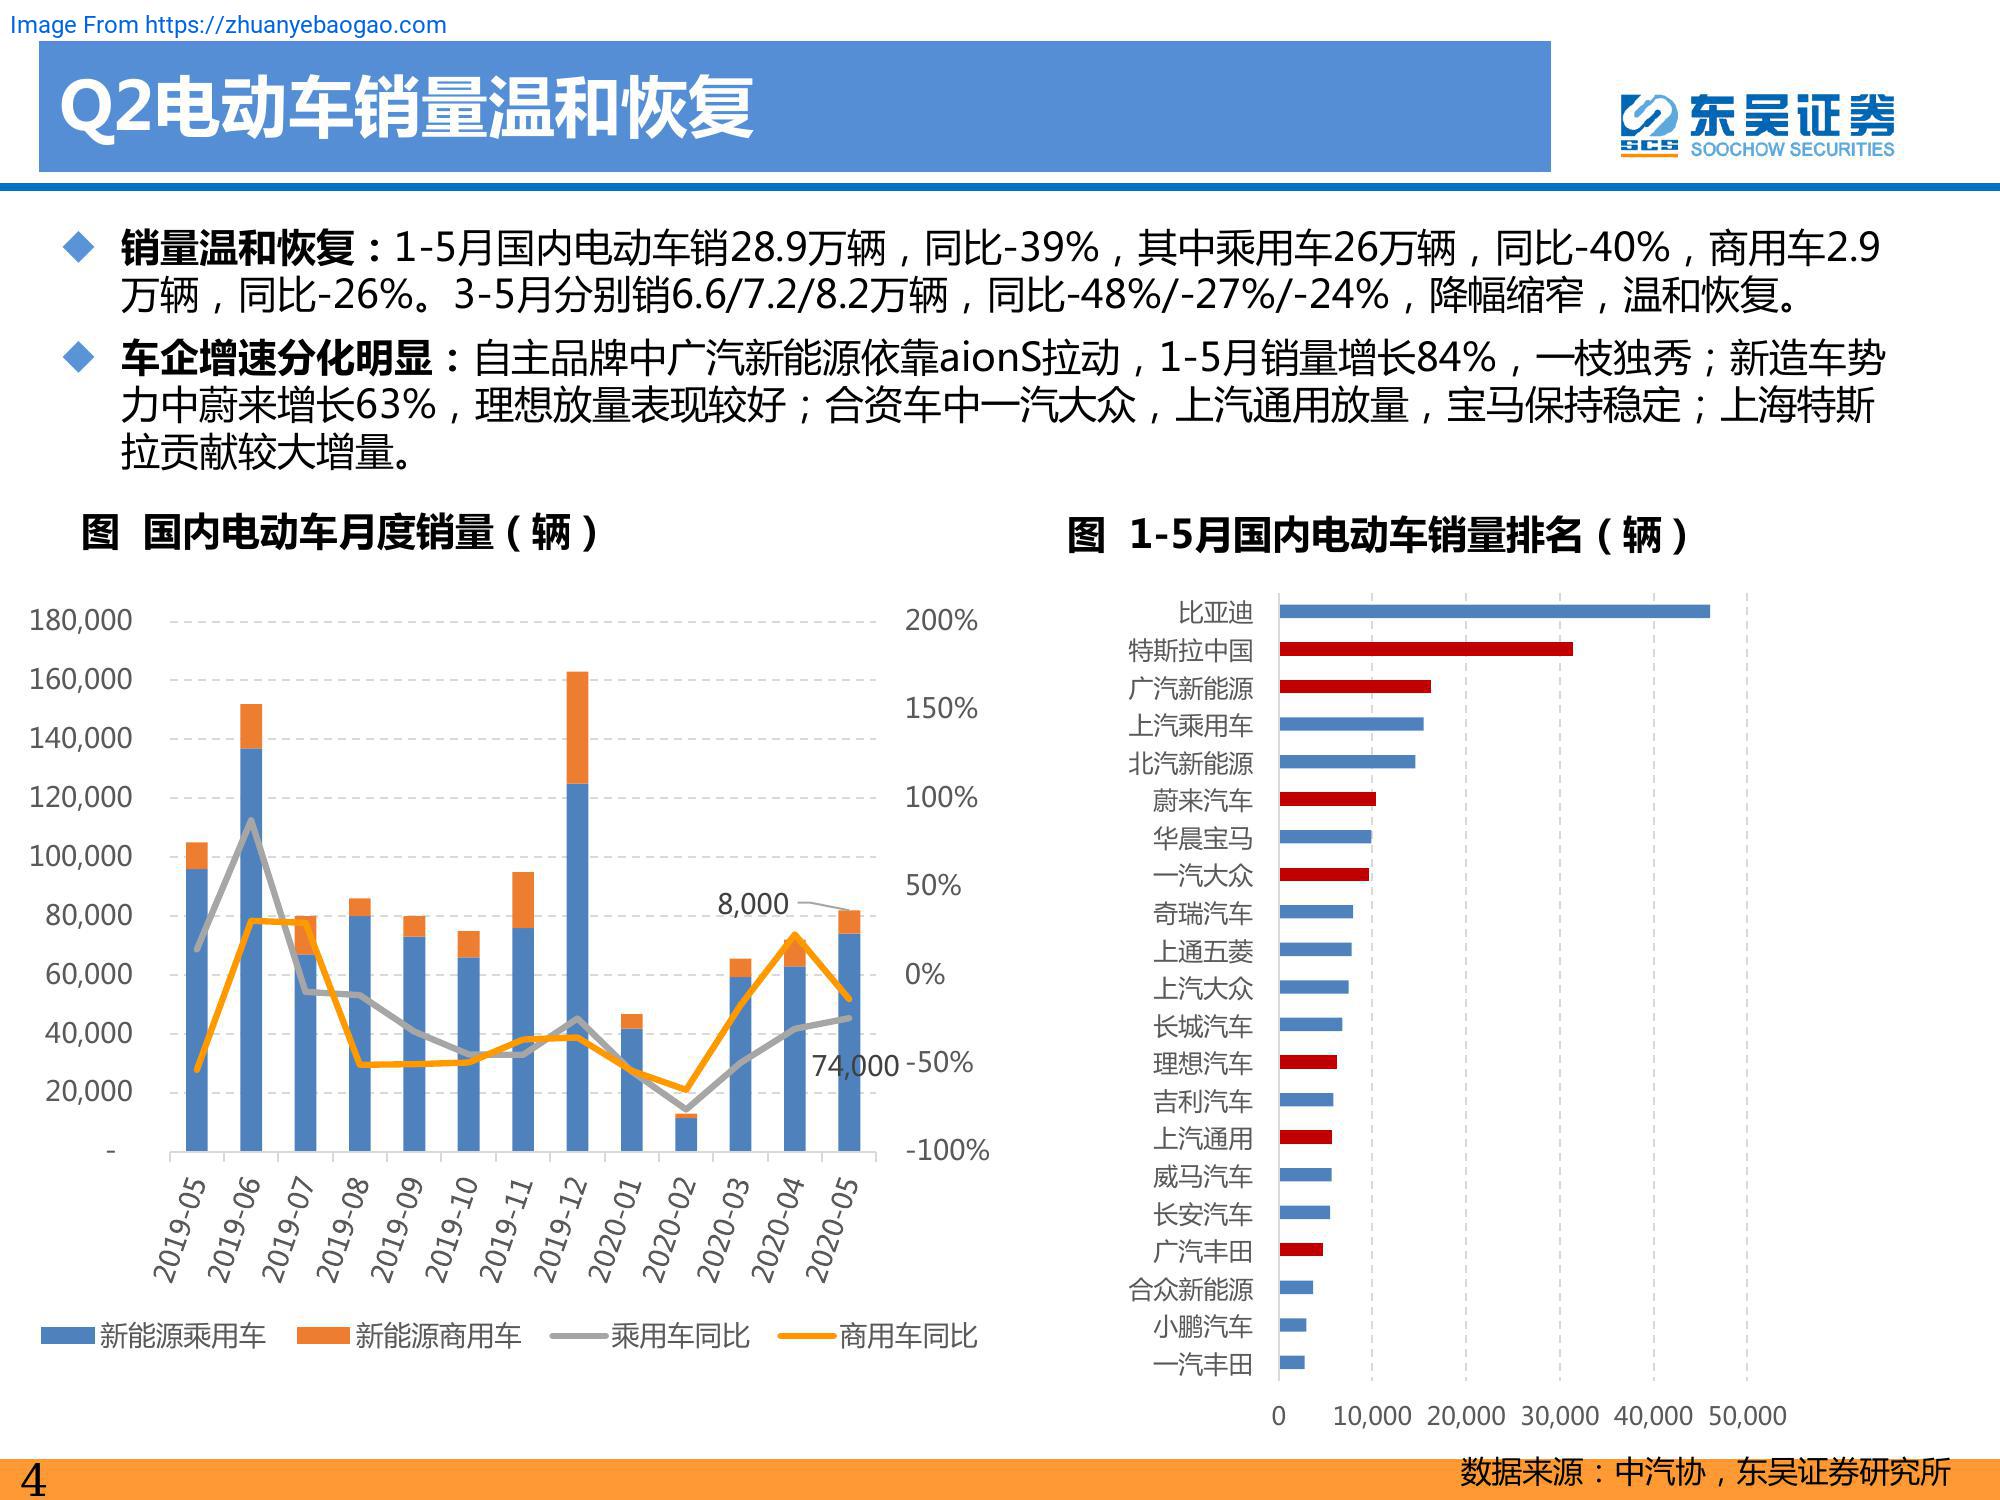 Image From https://zhuanyebaogao.com
Q2电动车销量温和恢复
东吴证券
SCS
SOOCHOW SECURITIES
销量温和恢复：1-5月国内电动车销28.9万辆，同比-39%，其中乘用车26万辆，同比-40%，商用车2.9
万辆，同比-26%。3-5月分别销6.6/7.2/8.2万辆，同比-48%/-27%/-24%，降幅缩窄，温和恢复。
车企增速分化明显：自主品牌中广汽新能源依靠aionS拉动，1-5月销量增长84%，一枝独秀；新造车势
力中蔚来增长63%，理想放量表现较好；合资车中一汽大众，上汽通用放量，宝马保持稳定；上海特斯
拉贡献较大增量。
图 国内电动车月度销量（辆）
180,000
160,000
140,000
120,000
100,000
80,000
60,000
40,000
20,000
-
200%
150%
100%
50%
0%
-50%
-100%
8,000
74,000
2019-05
2019-06
2019-07
2019-08
2019-09
2019-10
2019-11
2019-12
2020-01
2020-02
2020-03
2020-04
2020-05
新能源乘用车
新能源商用车
乘用车同比
商用车同比
图 1-5月国内电动车销量排名（辆）
比亚迪
特斯拉中国
广汽新能源
上汽乘用车
北汽新能源
蔚来汽车
华晨宝马
一汽大众
奇瑞汽车
上通五菱
上汽大众
长城汽车
理想汽车
吉利汽车
上汽通用
威马汽车
长安汽车
广汽丰田
合众新能源
小鹏汽车
一汽丰田
0 10,000 20,000 30,000 40,000 50,000
4
数据来源：中汽协，东吴证券研究所